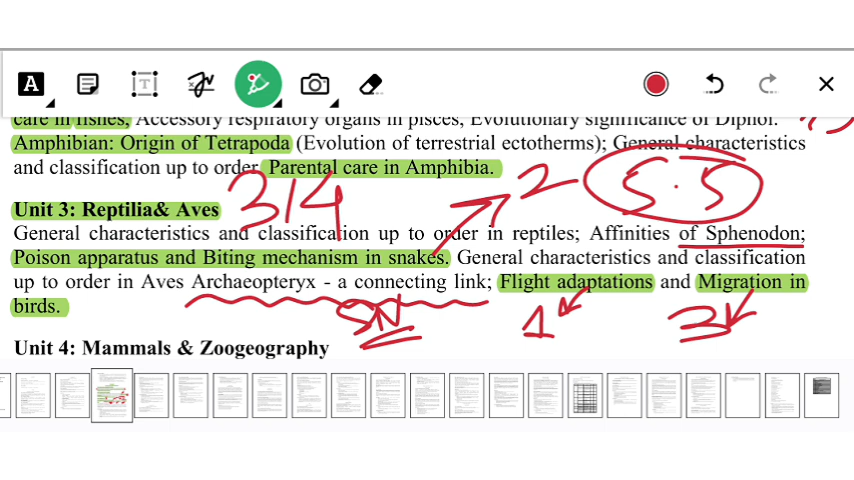 A T
care in fishes, Accessory respiratory organs in pisces, Evolutionary significance of Dipnoi.
Amphibian: Origin of Tetrapoda (Evolution of terrestrial ectotherms); General characteristics
and classification up to order Parental care in Amphibia.
3/4 2 5.5
Unit 3: Reptilia& Aves
General characteristics and classification up to order in reptiles; Affinities of Sphenodon;
Poison apparatus and Biting mechanism in snakes. General characteristics and classification
up to order in Aves Archaeopteryx - a connecting link; Flight adaptations and Migration in
birds.
SN 1 3
Unit 4: Mammals & Zoogeography